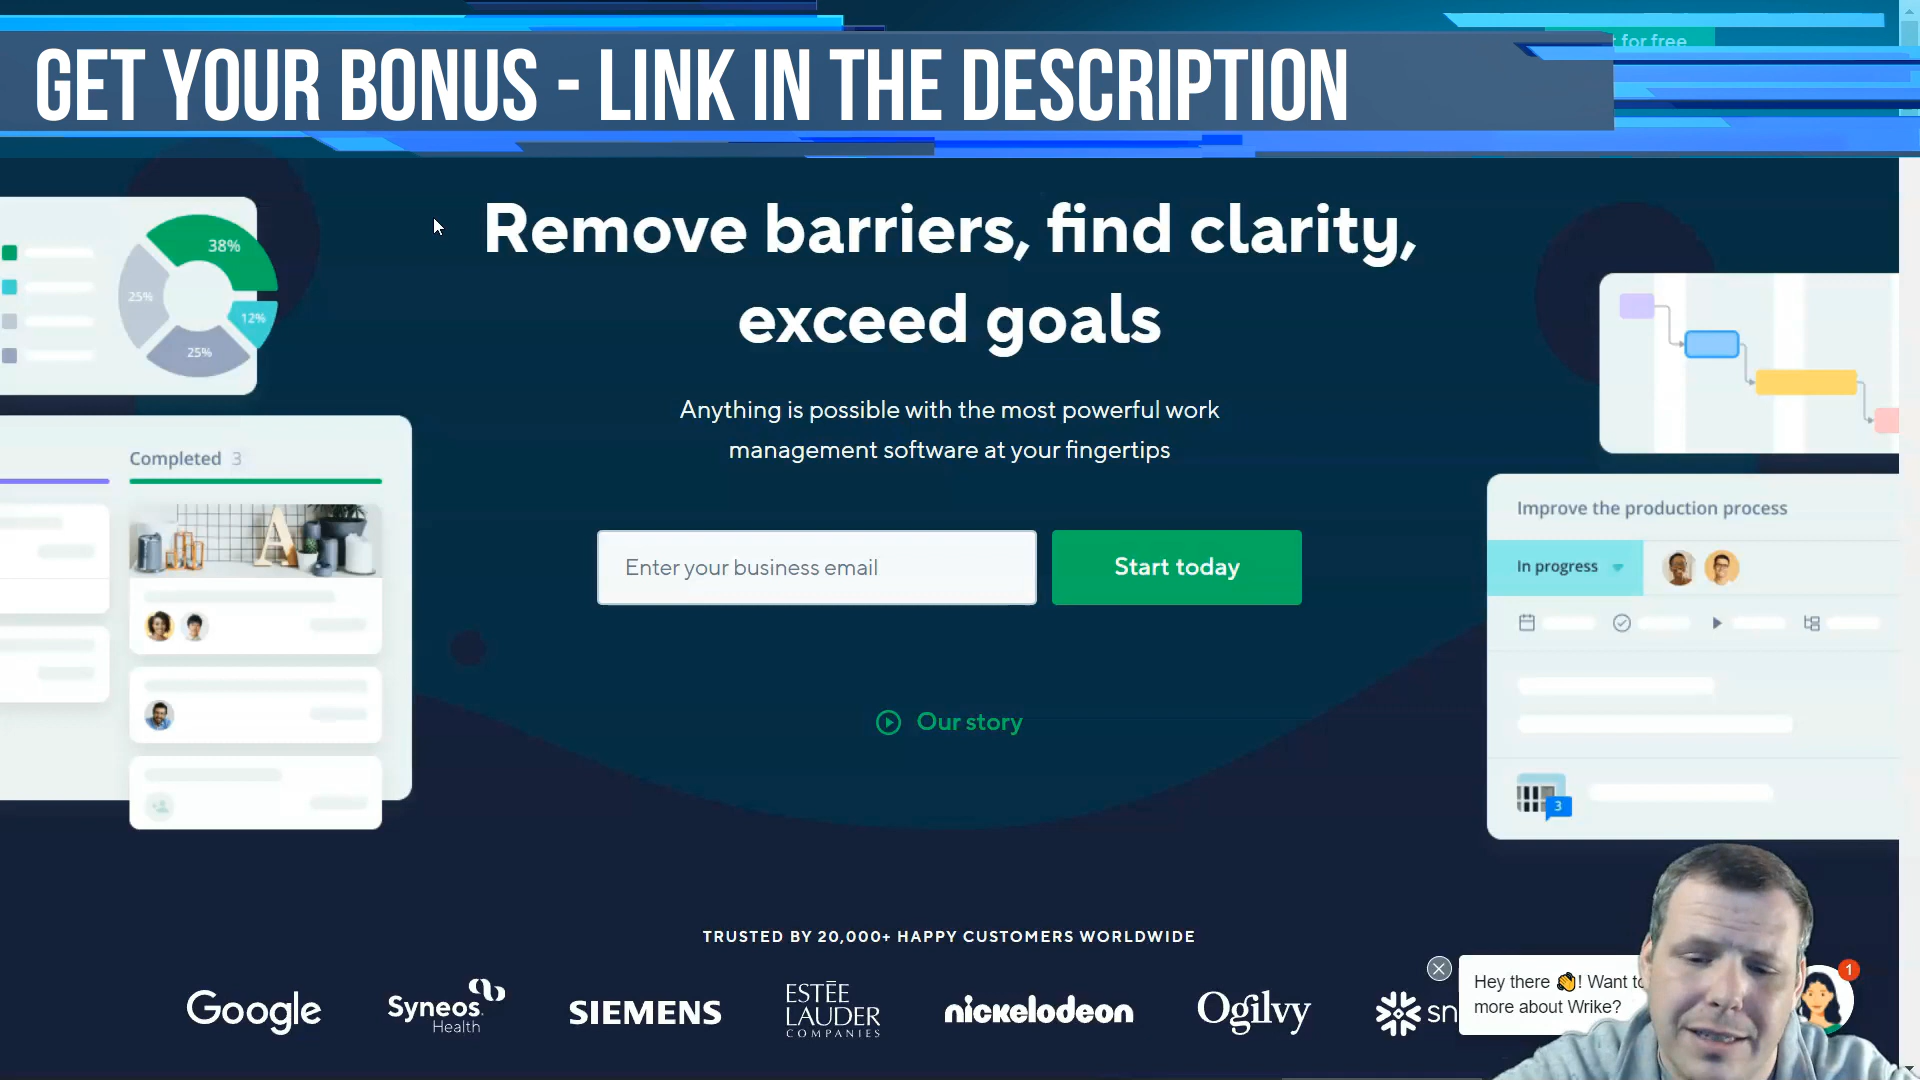 t for free
GET YOUR BONUS - LINK IN THE DESCRIPTION
Remove barriers, find clarity,
exceed goals
38%
25%
12%
25%
Anything is possible with the most powerful work
management software at your fingertips
Completed 3
Enter your business email
Start today
Improve the production process
In progress
Our story
3
TRUSTED BY 20,000+ HAPPY CUSTOMERS WORLDWIDE
Google
Syneos
Health
SIEMENS
ESTĒE
LAUDER
COMPANIES
nickelodeon
Ogilvy
sn
Hey there 👏! Want to
more about Wrike?
1